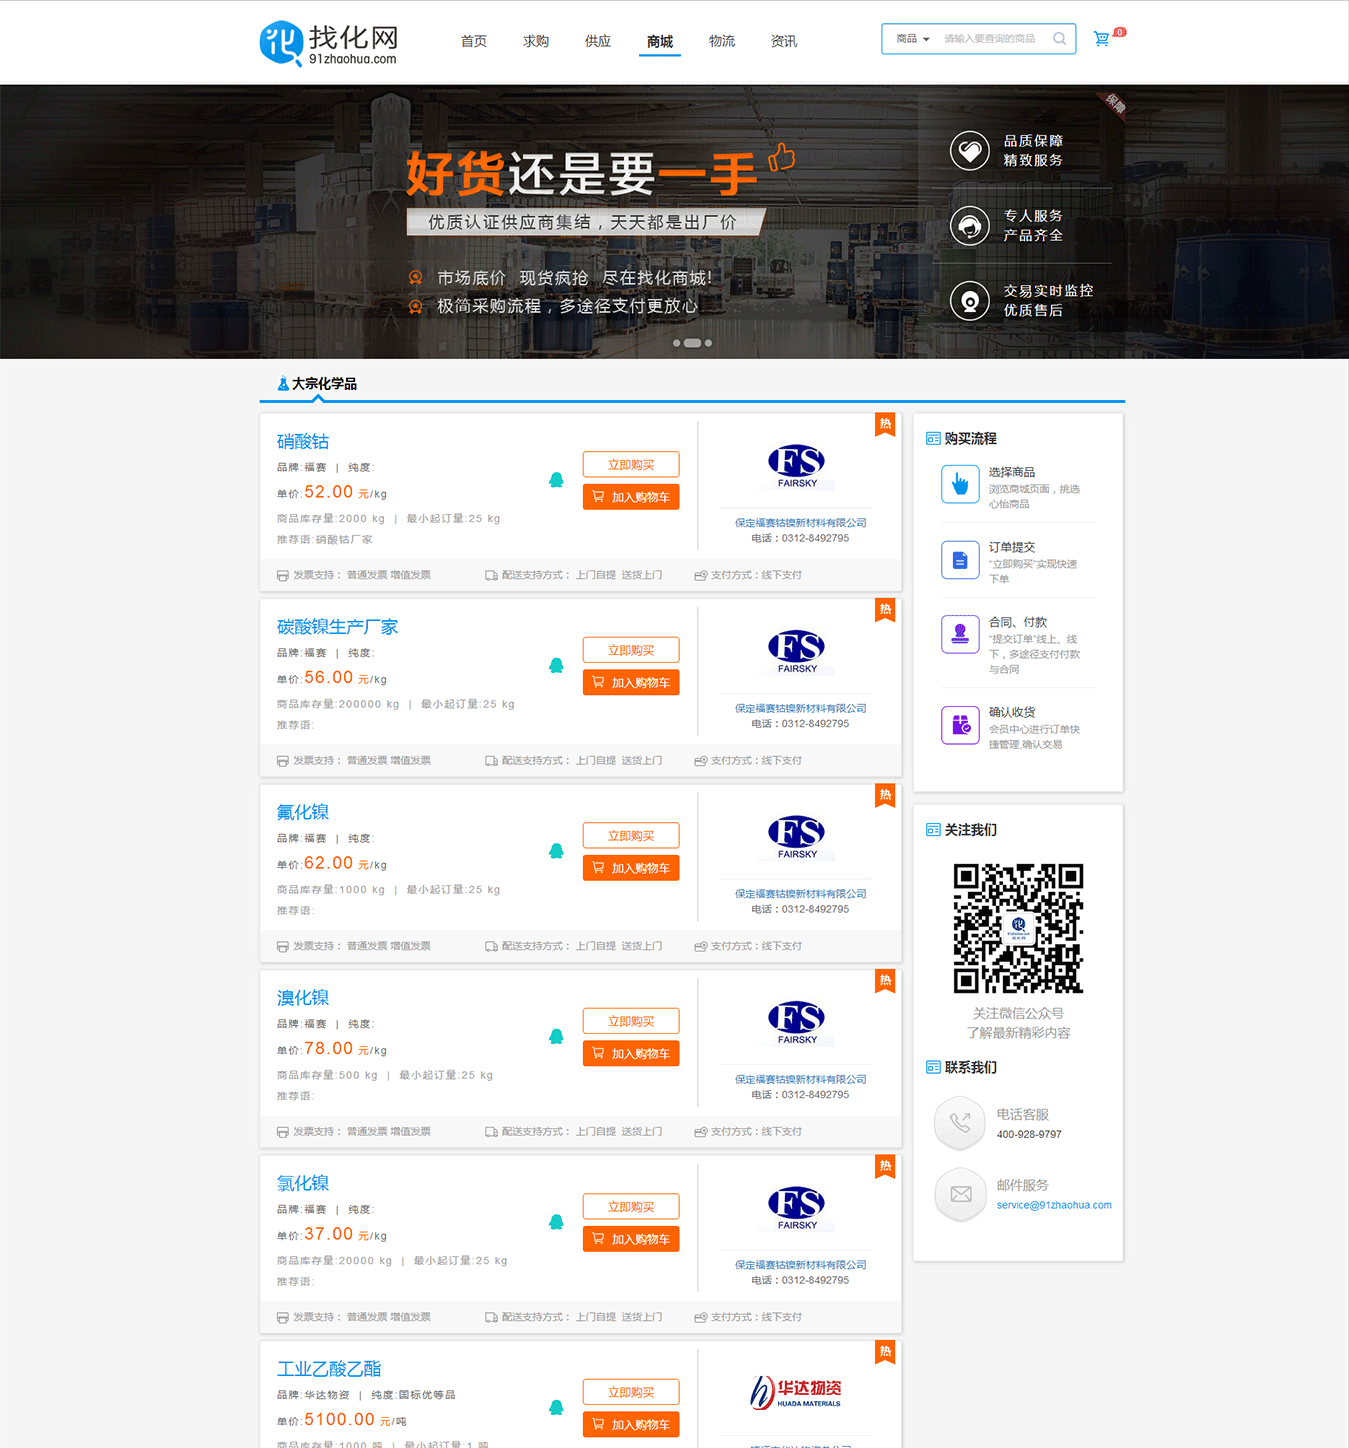 找化网
91zhaohua.com
首页 求购 供应 商城 物流 资讯
商品 请输入要查询的商品
0
保障
好货还是要一手
优质认证供应商集结，天天都是出厂价
市场底价 现货疯抢 尽在找化商城!
极简采购流程，多途径支付更放心
品质保障
精致服务
专人服务
产品齐全
交易实时监控
优质售后
大宗化学品
热
硝酸钴
品牌:福赛 | 纯度:
单价:52.00 元/kg
商品库存量:2000 kg | 最小起订量:25 kg
推荐语:硝酸钴厂家
立即购买
加入购物车
FS
FAIRSKY
保定福赛钴镍新材料有限公司
电话：0312-8492795
发票支持： 普通发票 增值发票 配送支持方式： 上门自提 送货上门 支付方式：线下支付
热
碳酸镍生产厂家
品牌:福赛 | 纯度:
单价:56.00 元/kg
商品库存量:200000 kg | 最小起订量:25 kg
推荐语:
立即购买
加入购物车
FS
FAIRSKY
保定福赛钴镍新材料有限公司
电话：0312-8492795
发票支持： 普通发票 增值发票 配送支持方式： 上门自提 送货上门 支付方式：线下支付
热
氟化镍
品牌:福赛 | 纯度:
单价:62.00 元/kg
商品库存量:1000 kg | 最小起订量:25 kg
推荐语:
立即购买
加入购物车
FS
FAIRSKY
保定福赛钴镍新材料有限公司
电话：0312-8492795
发票支持： 普通发票 增值发票 配送支持方式： 上门自提 送货上门 支付方式：线下支付
热
溴化镍
品牌:福赛 | 纯度:
单价:78.00 元/kg
商品库存量:500 kg | 最小起订量:25 kg
推荐语:
立即购买
加入购物车
FS
FAIRSKY
保定福赛钴镍新材料有限公司
电话：0312-8492795
发票支持： 普通发票 增值发票 配送支持方式： 上门自提 送货上门 支付方式：线下支付
热
氯化镍
品牌:福赛 | 纯度:
单价:37.00 元/kg
商品库存量:20000 kg | 最小起订量:25 kg
推荐语:
立即购买
加入购物车
FS
FAIRSKY
保定福赛钴镍新材料有限公司
电话：0312-8492795
发票支持： 普通发票 增值发票 配送支持方式： 上门自提 送货上门 支付方式：线下支付
热
工业乙酸乙酯
品牌:华达物资 | 纯度:国标优等品
单价:5100.00 元/吨
商品库存量:1000 吨 | 最小起订量:1 吨
立即购买
加入购物车
华达物资
HUADA MATERIALS
购买流程
选择商品
浏览商城页面，挑选
心怡商品
订单提交
“立即购买”实现快速
下单
合同、付款
“提交订单”线上、线
下，多途径支付付款
与合同
确认收货
会员中心进行订单快
捷管理,确认交易
关注我们
关注微信公众号
了解最新精彩内容
联系我们
电话客服
400-928-9797
邮件服务
service@91zhaohua.com